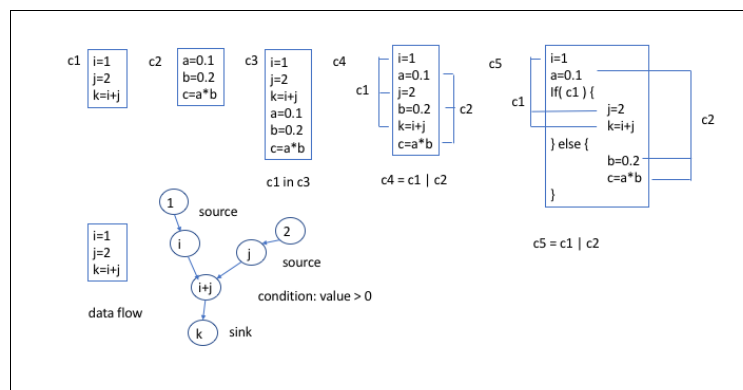 c1
i=1
j=2
k=i+j
c2
a=0.1
b=0.2
c=a*b
c3
i=1
j=2
k=i+j
a=0.1
b=0.2
c=a*b
c1 in c3
c4
c1
i=1
a=0.1
j=2
b=0.2
k=i+j
c=a*b
c2
c4 = c1 | c2
c5
c1
i=1
a=0.1
If( c1 ) {
j=2
k=i+j
} else {
b=0.2
c=a*b
}
c2
c5 = c1 | c2
i=1
j=2
k=i+j
data flow
1
source
i
2
j
source
i+j
condition: value > 0
k
sink